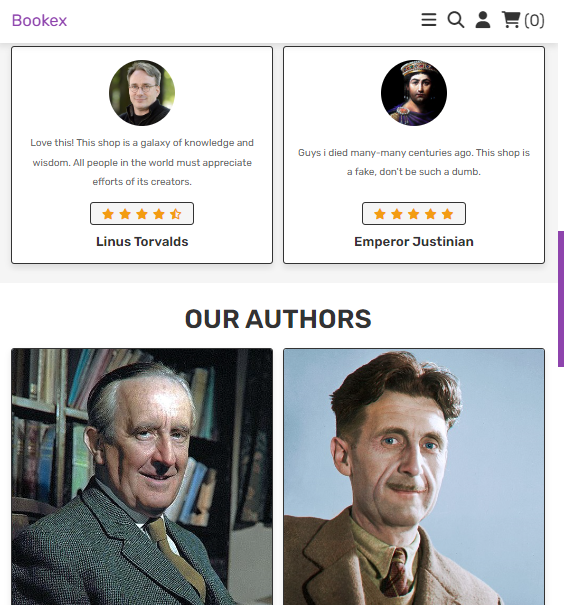 Bookex
(0)
Love this! This shop is a galaxy of knowledge and
wisdom. All people in the world must appreciate
efforts of its creators.
Linus Torvalds
Guys i died many-many centuries ago. This shop is
a fake, don't be such a dumb.
Emperor Justinian
OUR AUTHORS